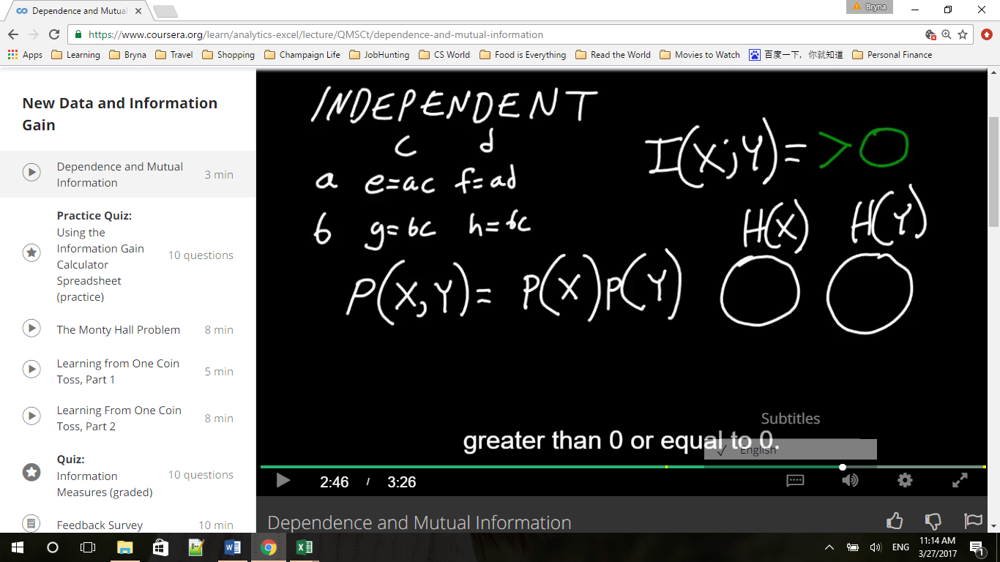 Dependence and Mutual
Bryna
https://www.coursera.org/learn/analytics-excel/lecture/QMSCt/dependence-and-mutual-information
Apps Learning Bryna Travel Shopping Champaign Life JobHunting CS World Food is Everything Read the World Movies to Watch 百度一下，你就知道 Personal Finance
New Data and Information
Gain
Dependence and Mutual
Information
3 min
Practice Quiz:
Using the
Information Gain
Calculator
Spreadsheet
(practice)
10 questions
The Monty Hall Problem 8 min
Learning from One Coin
Toss, Part 1
5 min
Learning From One Coin
Toss, Part 2
8 min
Quiz:
Information
Measures (graded)
10 questions
Feedback Survey 10 min
INDEPENDENT
c d
a e=ac f=ad
b g=bc h=bc
P(X,Y)= P(X)P(Y)
I(X;Y)= >0
H(X) H(Y)
Subtitles
✓ English
greater than 0 or equal to 0.
2:46 / 3:26
Dependence and Mutual Information
ENG
11:14 AM
3/27/2017
1